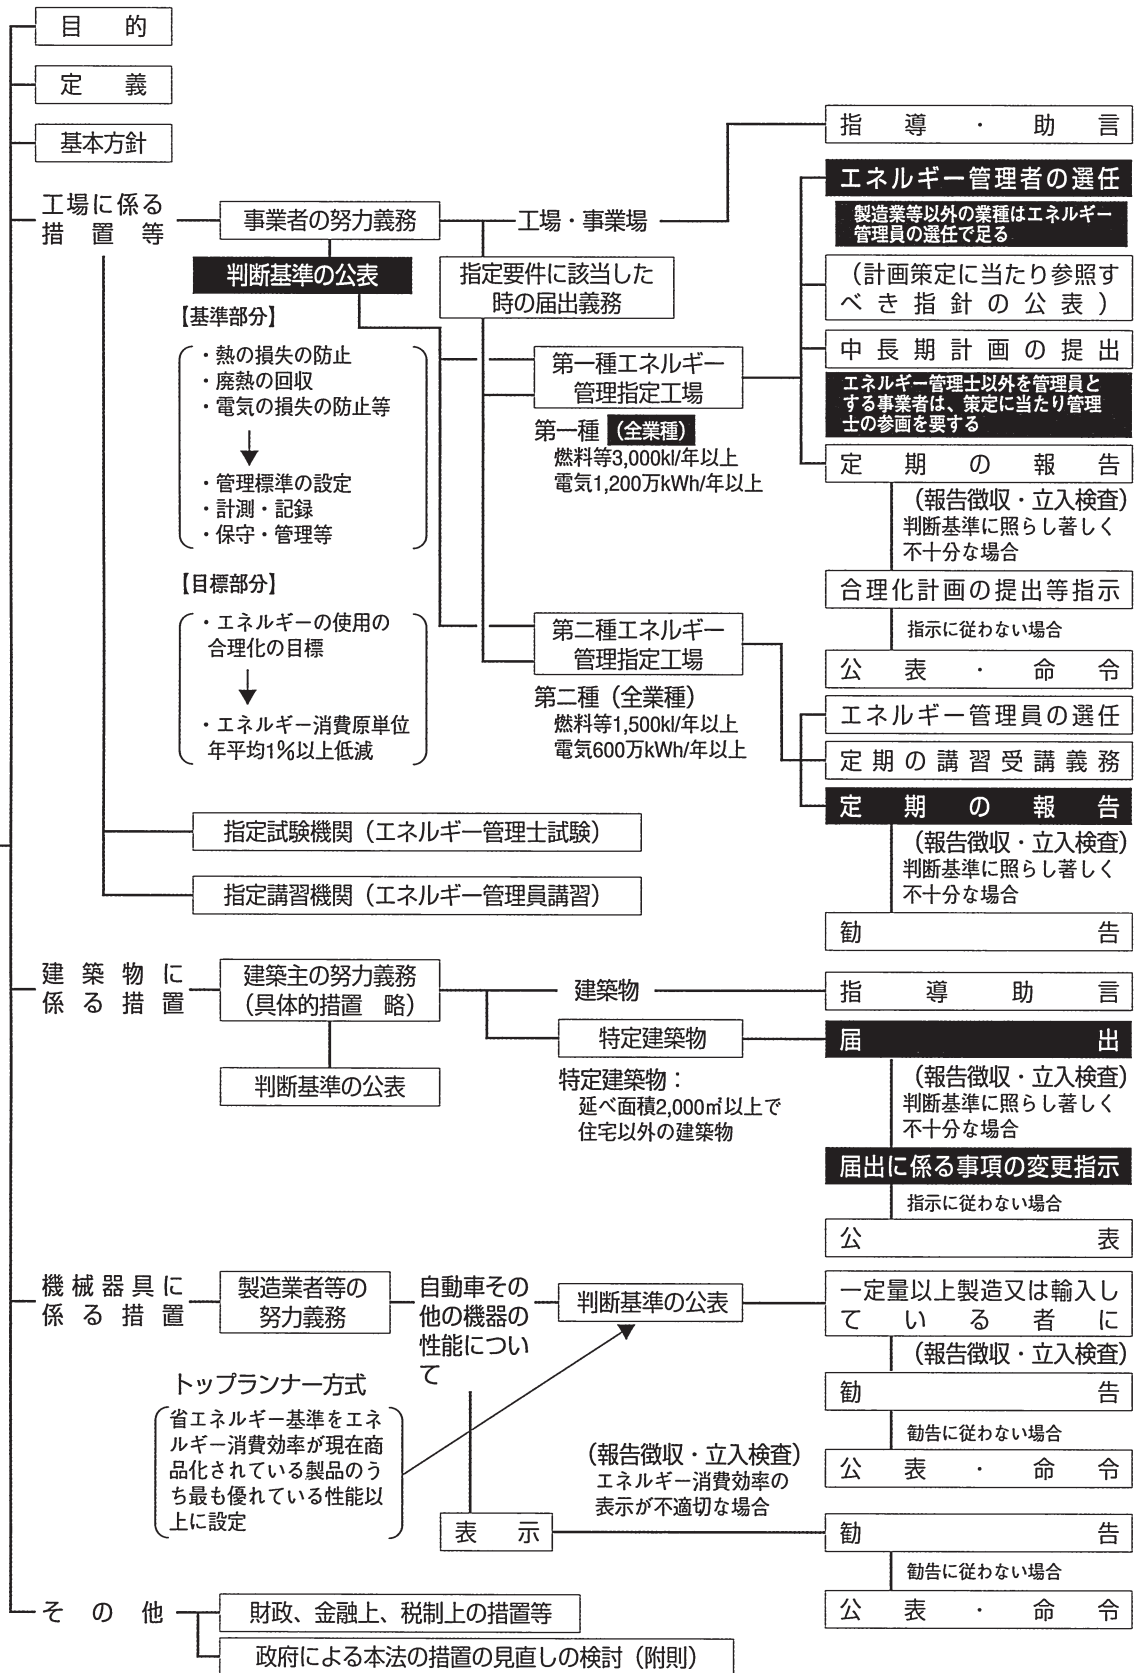 目的
定義
基本方針
工場に係る
措置等
事業者の努力義務
判断基準の公表
【基準部分】
・熱の損失の防止
・廃熱の回収
・電気の損失の防止等
・管理標準の設定
・計測・記録
・保守・管理等
【目標部分】
・エネルギーの使用の
合理化の目標
・エネルギー消費原単位
年平均1%以上低減
工場・事業場
指定要件に該当した
時の届出義務
第一種エネルギー
管理指定工場
第一種（全業種）
燃料等3,000kl/年以上
電気1,200万kWh/年以上
第二種エネルギー
管理指定工場
第二種（全業種）
燃料等1,500kl/年以上
電気600万kWh/年以上
指導・助言
エネルギー管理者の選任
製造業等以外の業種はエネルギー
管理員の選任で足る
（計画策定に当たり参照す
べき指針の公表）
中長期計画の提出
エネルギー管理士以外を管理員と
する事業者は、策定に当たり管理
士の参画を要する
定期の報告
（報告徴収・立入検査）
判断基準に照らし著しく
不十分な場合
合理化計画の提出等指示
指示に従わない場合
公表・命令
エネルギー管理員の選任
定期の講習受講義務
定期の報告
（報告徴収・立入検査）
判断基準に照らし著しく
不十分な場合
勧告
指定試験機関（エネルギー管理士試験）
指定講習機関（エネルギー管理員講習）
建築物に
係る措置
建築主の努力義務
（具体的措置　略）
判断基準の公表
建築物
特定建築物
特定建築物：
延べ面積2,000㎡以上で
住宅以外の建築物
指導助言
届出
（報告徴収・立入検査）
判断基準に照らし著しく
不十分な場合
届出に係る事項の変更指示
指示に従わない場合
公表
機械器具に
係る措置
製造業者等の
努力義務
自動車その
他の機器の
性能につい
て
判断基準の公表
一定量以上製造又は輸入し
ている者に
（報告徴収・立入検査）
勧告
勧告に従わない場合
公表・命令
トップランナー方式
省エネルギー基準をエネ
ルギー消費効率が現在商
品化されている製品のう
ち最も優れている性能以
上に設定
表示
（報告徴収・立入検査）
エネルギー消費効率の
表示が不適切な場合
勧告
勧告に従わない場合
公表・命令
その他
財政、金融上、税制上の措置等
政府による本法の措置の見直しの検討（附則）